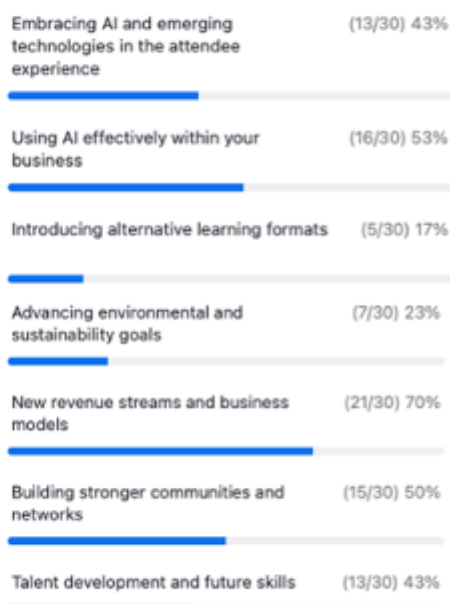 Embracing AI and emerging (13/30) 43%
technologies in the attendee
experience
Using AI effectively within your (16/30) 53%
business
Introducing alternative learning formats (5/30) 17%
Advancing environmental and (7/30) 23%
sustainability goals
New revenue streams and business (21/30) 70%
models
Building stronger communities and (15/30) 50%
networks
Talent development and future skills (13/30) 43%